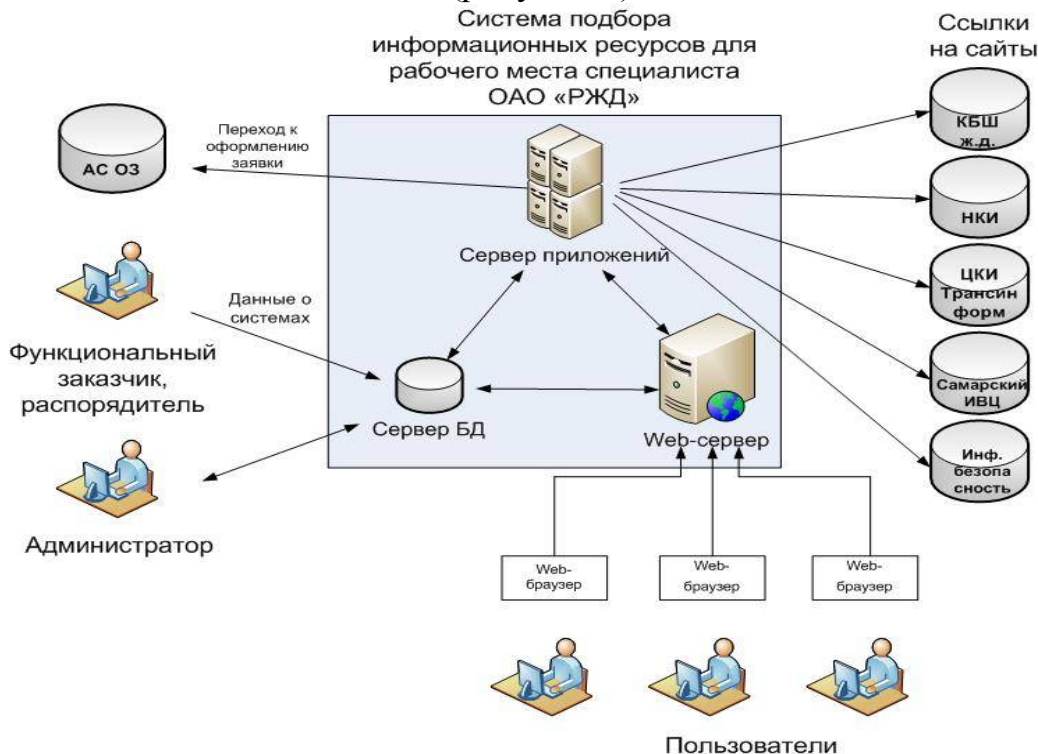 Система подбора
информационных ресурсов для
рабочего места специалиста
ОАО «РЖД»
Ссылки
на сайты
Переход к
оформлению
заявки
АС ОЗ
КБШ
ж.д.
НКИ
Сервер приложений
ЦКИ
Трансин
форм
Данные о
системах
Функциональный
заказчик,
распорядитель
Самарский
ИВЦ
Сервер БД
Web-сервер
Инф.
безопа
сность
Администратор
Web-
браузер
Web-
браузер
Web-
браузер
Пользователи